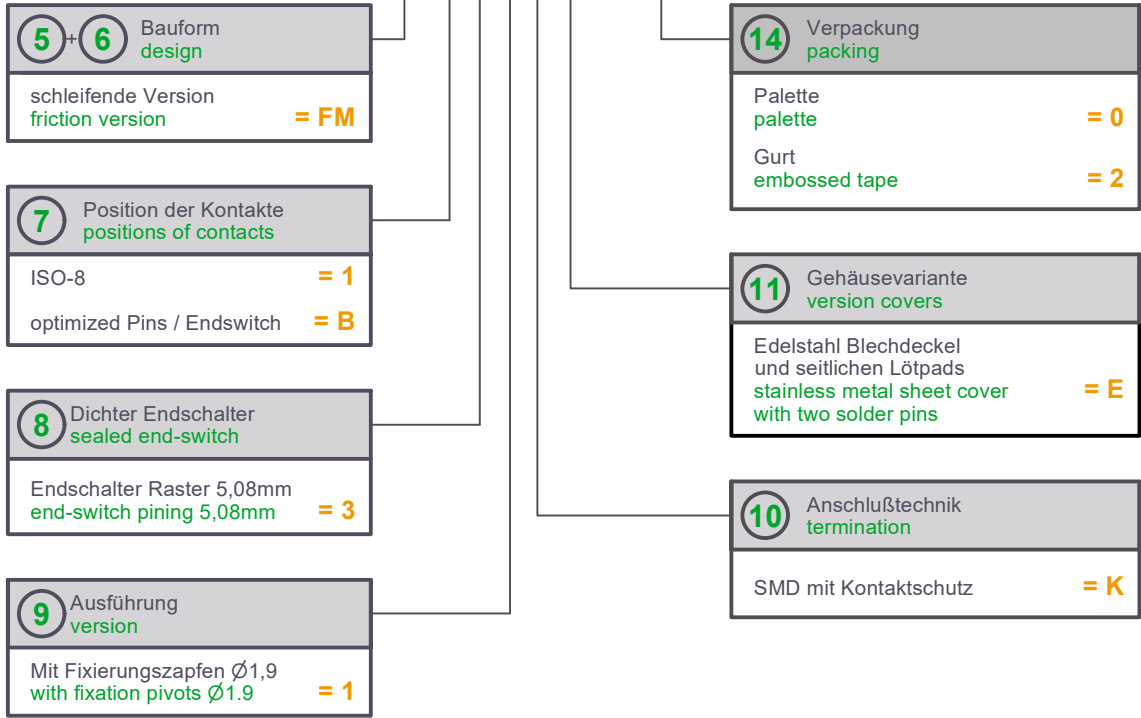 5 + 6 Bauform
design
schleifende Version
friction version = FM
7 Position der Kontakte
positions of contacts
ISO-8 = 1
optimized Pins / Endswitch = B
8 Dichter Endschalter
sealed end-switch
Endschalter Raster 5,08mm
end-switch pining 5,08mm = 3
9 Ausführung
version
Mit Fixierungszapfen Ø1,9
with fixation pivots Ø1.9 = 1
14 Verpackung
packing
Palette
palette = 0
Gurt
embossed tape = 2
11 Gehäusevariante
version covers
Edelstahl Blechdeckel
und seitlichen Lötpads
stainless metal sheet cover = E
with two solder pins
10 Anschlußtechnik
termination
SMD mit Kontaktschutz = K